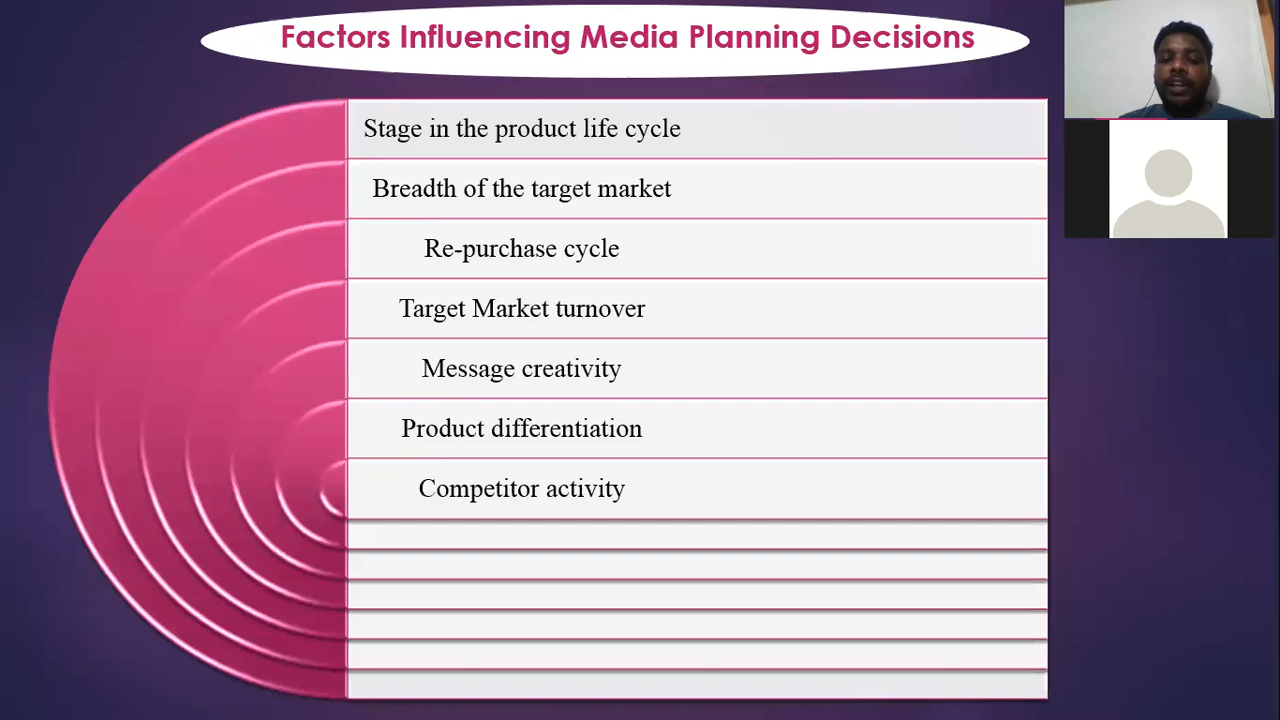 Factors Influencing Media Planning Decisions
Stage in the product life cycle
Breadth of the target market
Re-purchase cycle
Target Market turnover
Message creativity
Product differentiation
Competitor activity